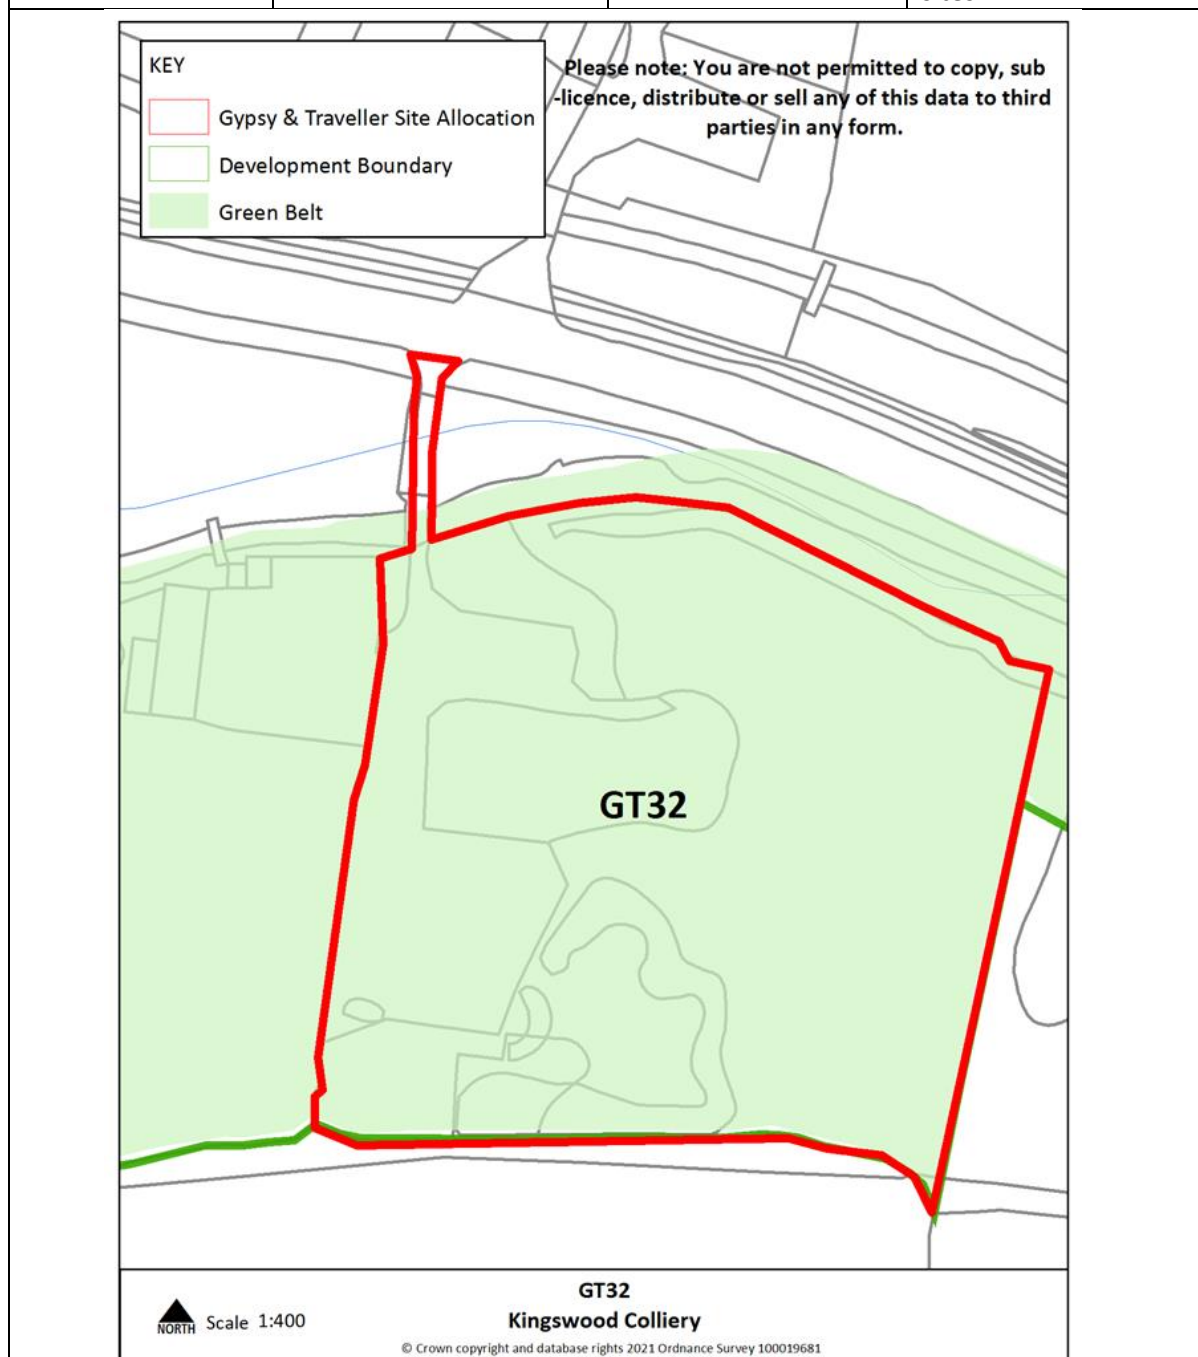 KEY
Gypsy & Traveller Site Allocation
Development Boundary
Green Belt
Please note: You are not permitted to copy, sub
-licence, distribute or sell any of this data to third
parties in any form.
GT32
GT32
Kingswood Colliery
NORTH Scale 1:400
© Crown copyright and database rights 2021 Ordnance Survey 100019681